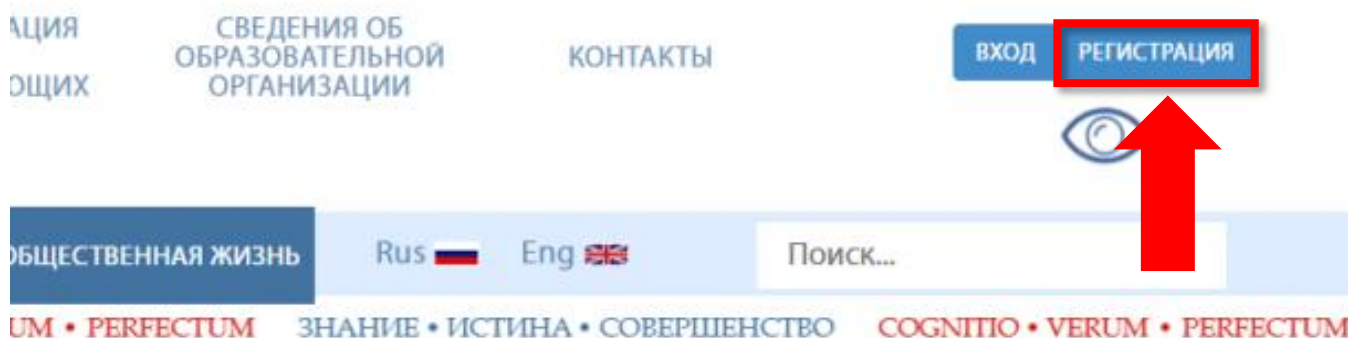 АЦИЯ
ОЩИХ
СВЕДЕНИЯ ОБ
ОБРАЗОВАТЕЛЬНОЙ
ОРГАНИЗАЦИИ
КОНТАКТЫ
ВХОД РЕГИСТРАЦИЯ
ОБЩЕСТВЕННАЯ ЖИЗНЬ Rus Eng Поиск...
UM • PERFECTUM ЗНАНИЕ • ИСТИНА • СОВЕРШЕНСТВО COGNITIO • VERUM • PERFECTUM